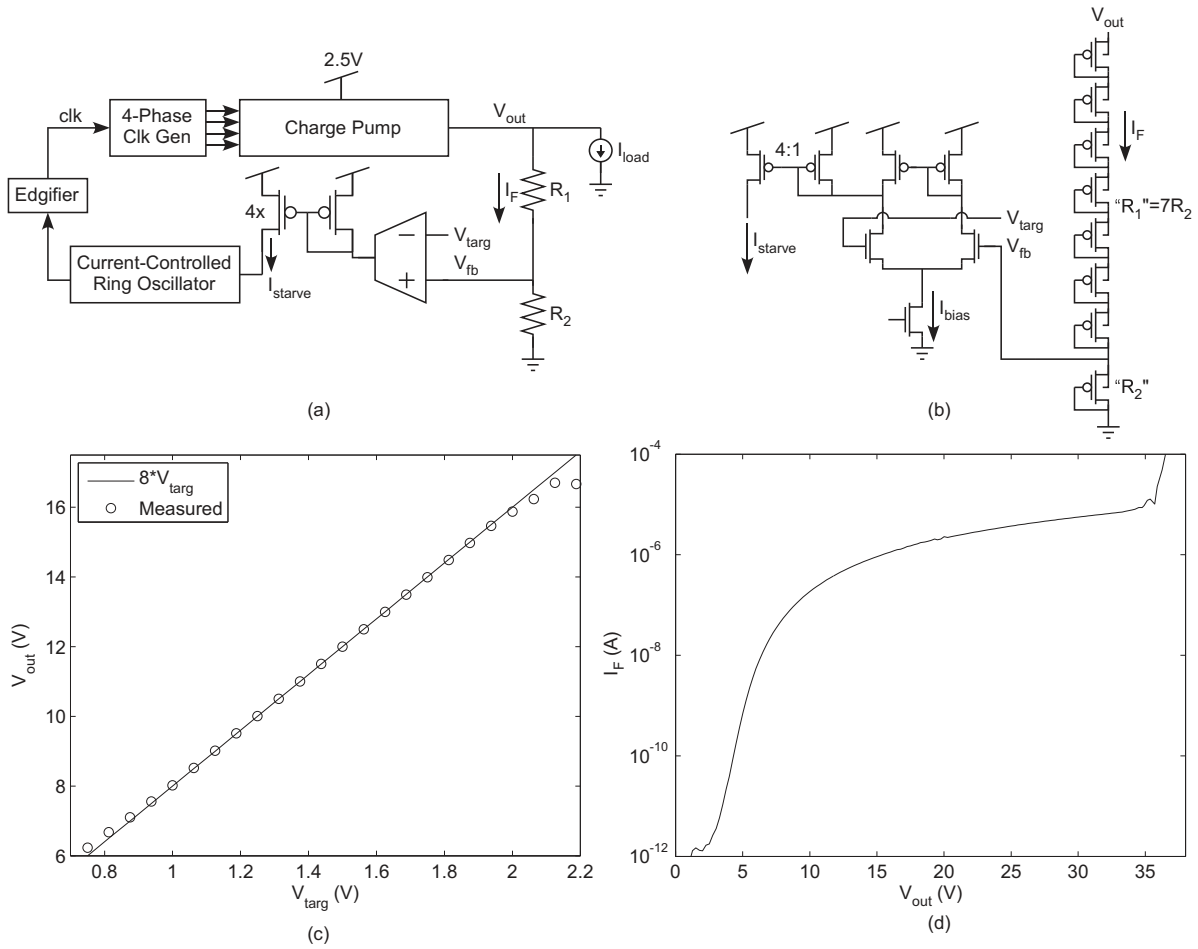 2.5V
clk
4-Phase
Clk Gen
Charge Pump
V_out
I_load
Edgifier
4x
I_F
R_1
V_targ
V_fb
I_starve
Current-Controlled
Ring Oscillator
R_2
(a)
V_out
I_F
4:1
"R_1"=7R_2
V_targ
V_fb
I_starve
I_bias
"R_2"
(b)
8*V_targ
Measured
16
14
12
10
8
6
V_out (V)
0.8
1
1.2
1.4
1.6
1.8
2
2.2
V_targ (V)
(c)
10^-4
10^-6
10^-8
10^-10
10^-12
I_F (A)
0
5
10
15
20
25
30
35
V_out (V)
(d)